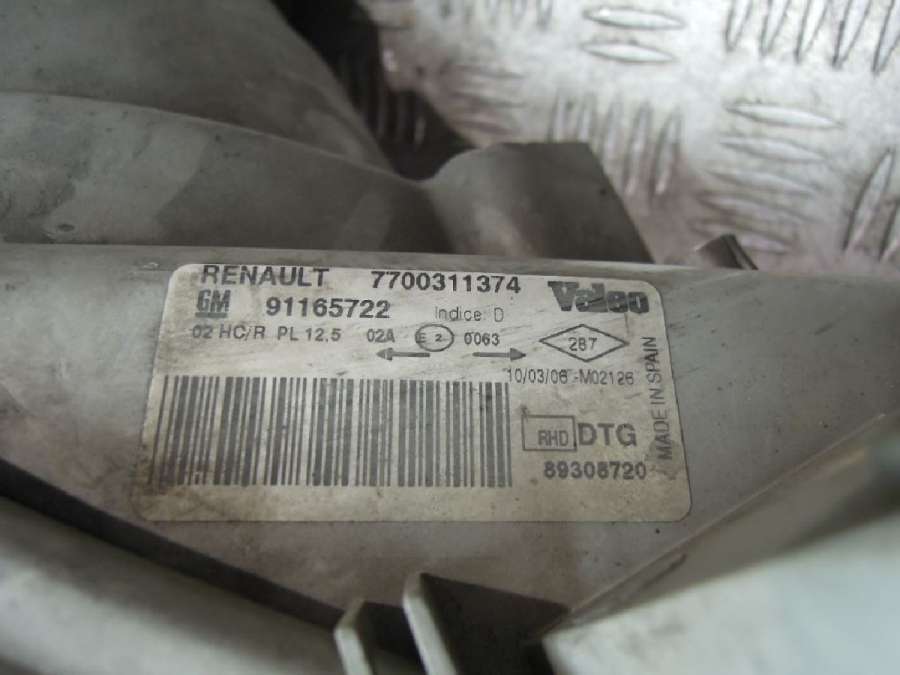 RENAULT 7700311374
GM 91165722 Indice D Valeo
02 HC/R PL 12.5 02A E 2 0063 287
10/03/06 -M02126
RHD DTG
89308720
MADE IN SPAIN